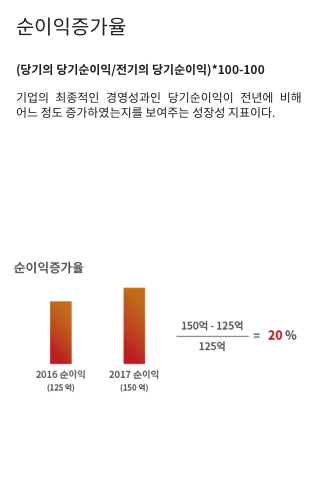 순이익증가율
(당기의 당기순이익/전기의 당기순이익)*100-100
기업의 최종적인 경영성과인 당기순이익이 전년에 비해
어느 정도 증가하였는지를 보여주는 성장성 지표이다.
순이익증가율
150억 - 125억
125억
= 20 %
2016 순이익
(125 억)
2017 순이익
(150 억)